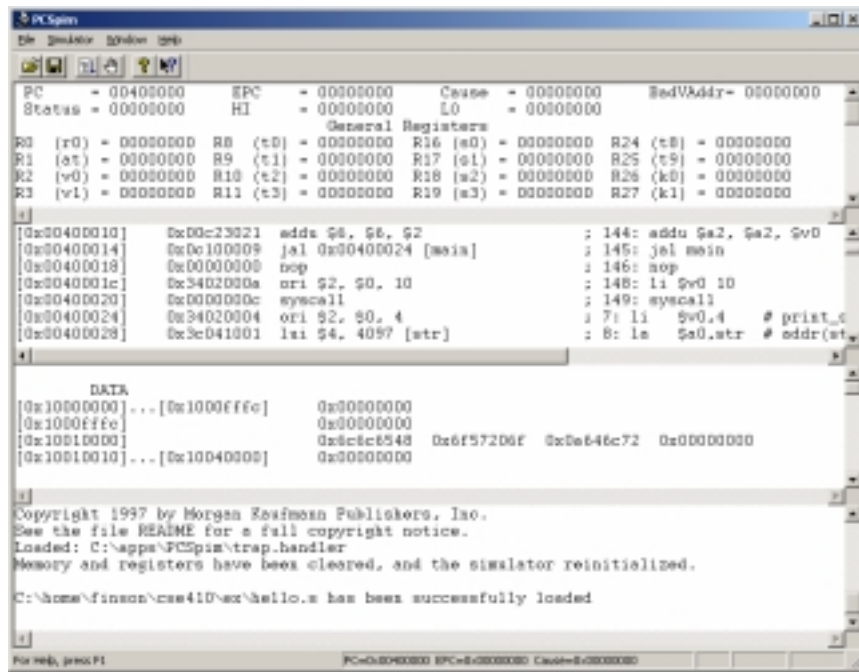 PCSpim
File Simulator Window Help
PC = 00400000 EPC = 00000000 Cause = 00000000 BadVAddr= 00000000
Status = 00000000 HI = 00000000 LO = 00000000
General Registers
R0 (r0) = 00000000 R8 (t0) = 00000000 R16 (s0) = 00000000 R24 (t8) = 00000000
R1 (at) = 00000000 R9 (t1) = 00000000 R17 (s1) = 00000000 R25 (t9) = 00000000
R2 (v0) = 00000000 R10 (t2) = 00000000 R18 (s2) = 00000000 R26 (k0) = 00000000
R3 (v1) = 00000000 R11 (t3) = 00000000 R19 (s3) = 00000000 R27 (k1) = 00000000
[0x00400010] 0x00c23021 addu $6, $6, $2 ; 144: addu $a2, $a2, $v0
[0x00400014] 0x0c100009 jal 0x00400024 [main] ; 145: jal main
[0x00400018] 0x00000000 nop ; 146: nop
[0x0040001c] 0x3402000a ori $2, $0, 10 ; 148: li $v0 10
[0x00400020] 0x0000000c syscall ; 149: syscall
[0x00400024] 0x34020004 ori $2, $0, 4 ; 7: li $v0,4 # print_s
[0x00400028] 0x3c041001 lui $4, 4097 [str] ; 8: la $a0,str # addr(st
DATA
[0x10000000]...[0x1000fffc] 0x00000000
[0x1000fffc] 0x00000000
[0x10010000] 0x6c6c6548 0x6f57206f 0x0a646c72 0x00000000
[0x10010010]...[0x10040000] 0x00000000
Copyright 1997 by Morgan Kaufmann Publishers, Inc.
See the file README for a full copyright notice.
Loaded: C:\apps\PCSpim\trap.handler
Memory and registers have been cleared, and the simulator reinitialized.
C:\home\finson\cse410\ex\hello.s has been successfully loaded
For Help, press F1 PC=0x00400000 EPC=0x00000000 Cause=0x00000000